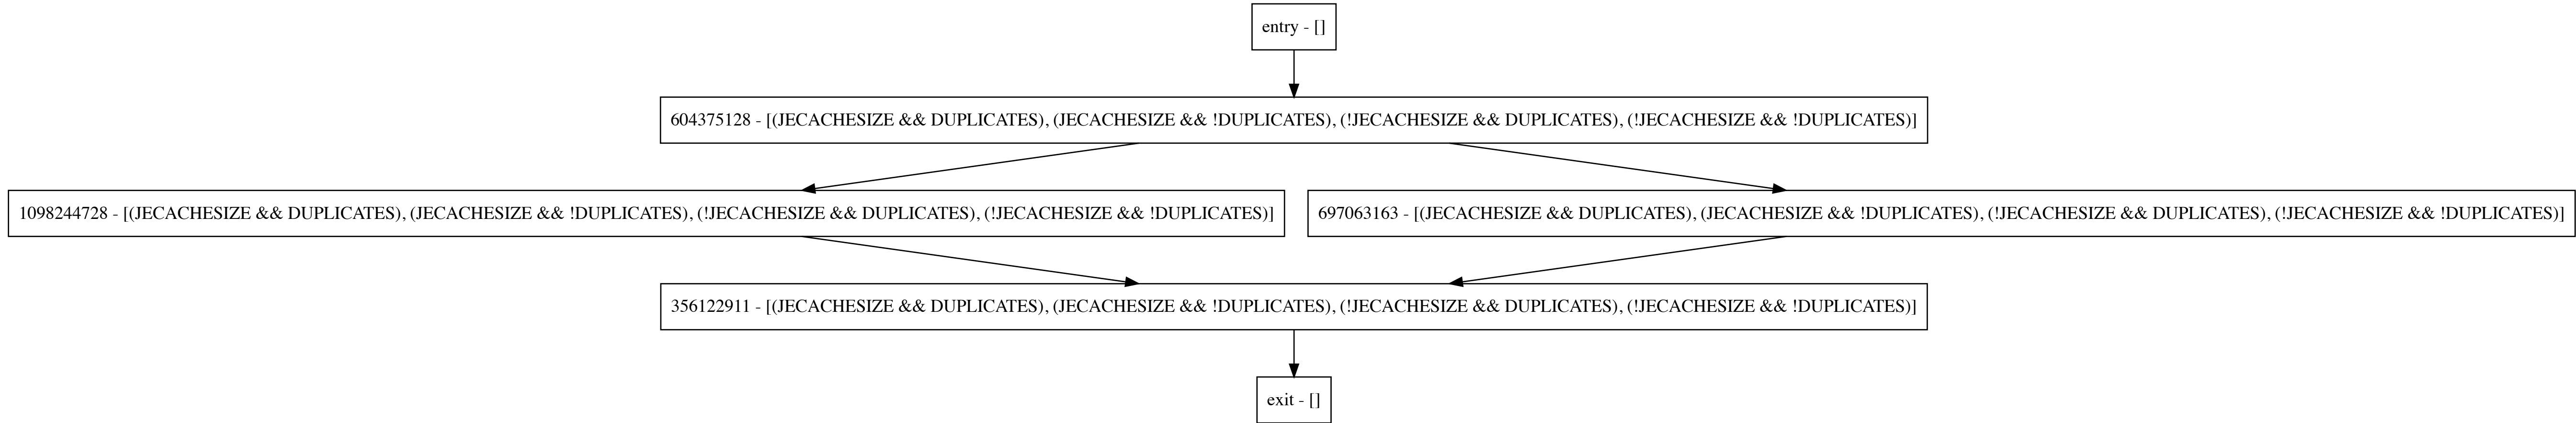 entry - []
604375128 - [(JECACHESIZE && DUPLICATES), (JECACHESIZE && !DUPLICATES), (!JECACHESIZE && DUPLICATES), (!JECACHESIZE && !DUPLICATES)]
1098244728 - [(JECACHESIZE && DUPLICATES), (JECACHESIZE && !DUPLICATES), (!JECACHESIZE && DUPLICATES), (!JECACHESIZE && !DUPLICATES)]
697063163 - [(JECACHESIZE && DUPLICATES), (JECACHESIZE && !DUPLICATES), (!JECACHESIZE && DUPLICATES), (!JECACHESIZE && !DUPLICATES)]
356122911 - [(JECACHESIZE && DUPLICATES), (JECACHESIZE && !DUPLICATES), (!JECACHESIZE && DUPLICATES), (!JECACHESIZE && !DUPLICATES)]
exit - []